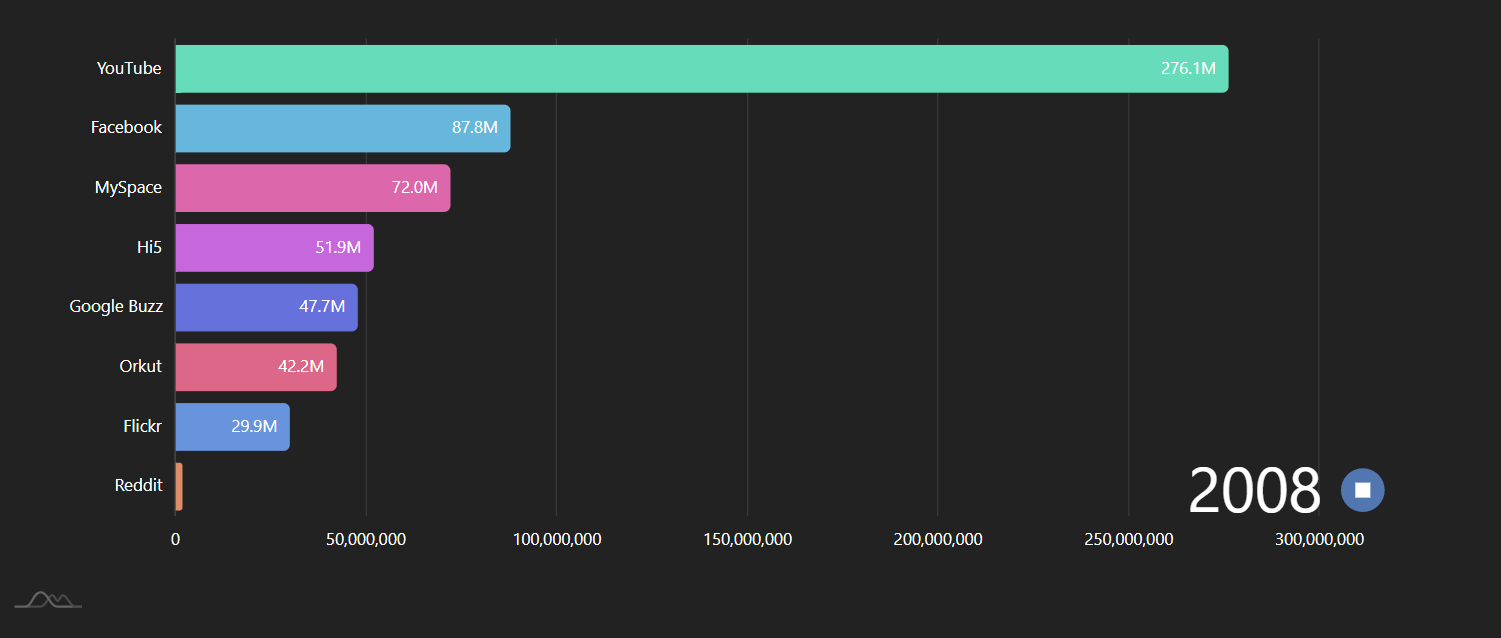 YouTube 276.1M
Facebook 87.8M
MySpace 72.0M
Hi5 51.9M
Google Buzz 47.7M
Orkut 42.2M
Flickr 29.9M
Reddit
2008
0 50,000,000 100,000,000 150,000,000 200,000,000 250,000,000 300,000,000